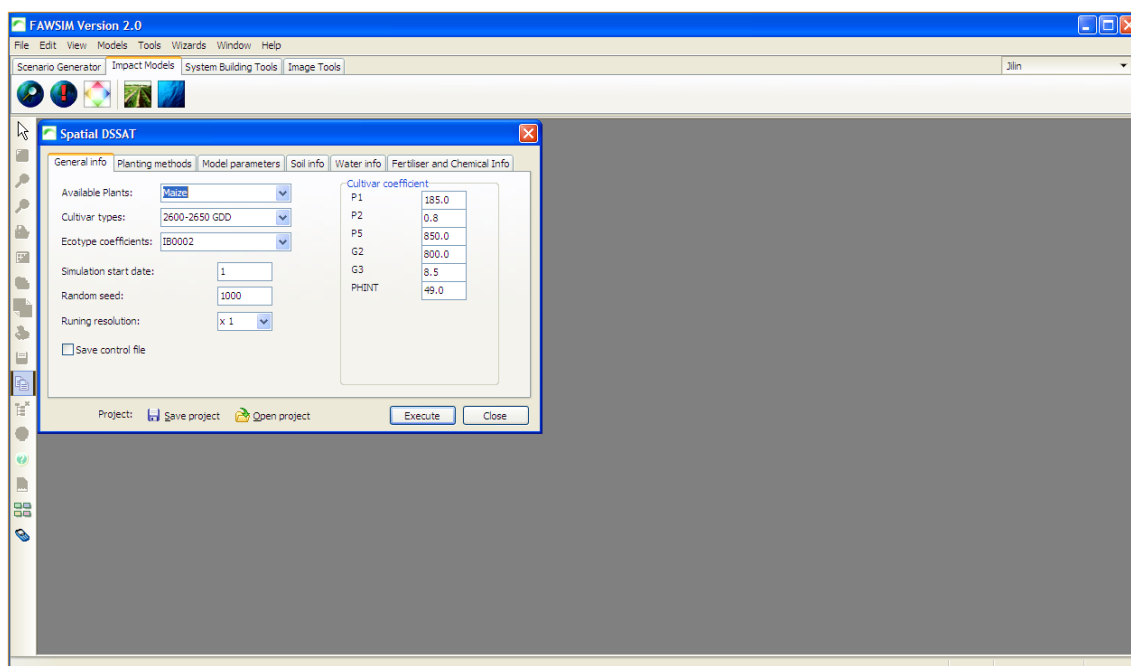 FAWSIM Version 2.0
File Edit View Models Tools Wizards Window Help
Scenario Generator Impact Models System Building Tools Image Tools Jilin
Spatial DSSAT
General info Planting methods Model parameters Soil info Water info Fertiliser and Chemical Info
Available Plants: Maize
Cultivar types: 2600-2650 GDD
Ecotype coefficients: IB0002
Simulation start date: 1
Random seed: 1000
Runing resolution: x 1
Save control file
Cultivar coefficient
P1 185.0
P2 0.8
P5 850.0
G2 800.0
G3 8.5
PHINT 49.0
Project: Save project Open project Execute Close